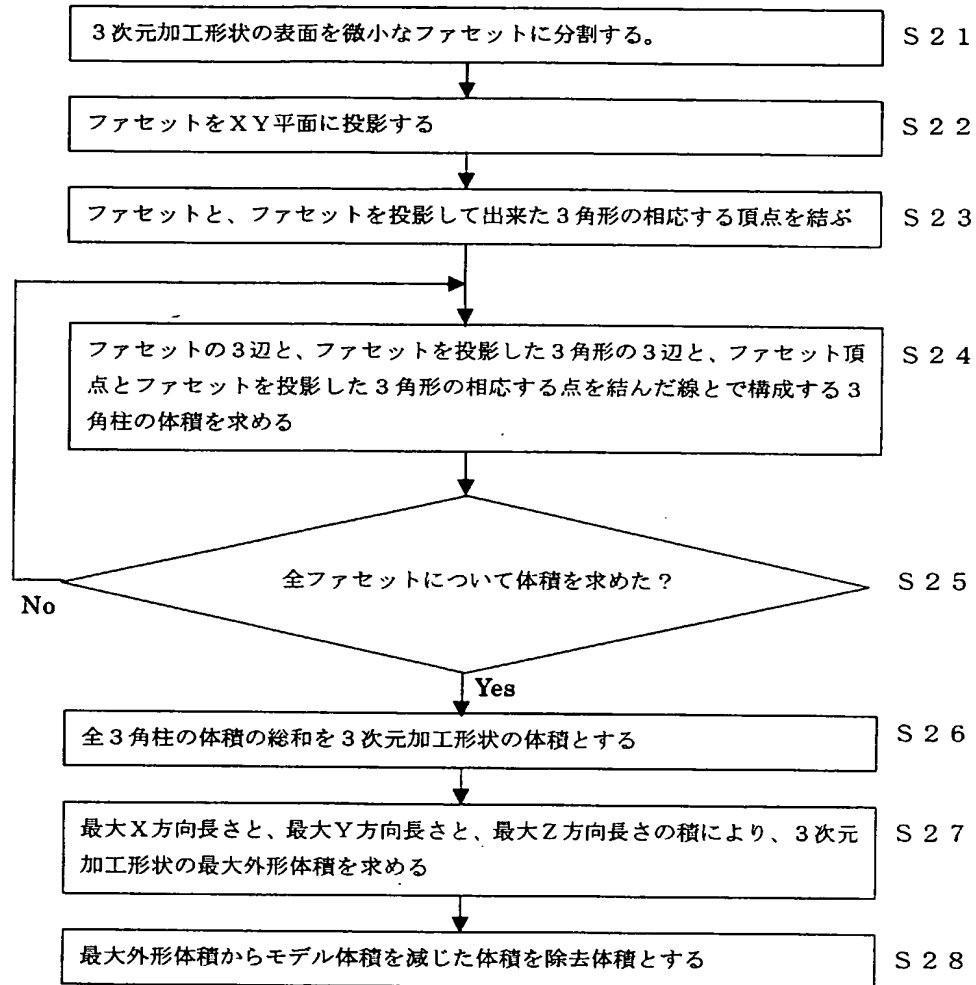 3次元加工形状の表面を微小なファセットに分割する。
S21
ファセットをXY平面に投影する
S22
ファセットと、ファセットを投影して出来た3角形の相応する頂点を結ぶ
S23
ファセットの3辺と、ファセットを投影した3角形の3辺と、ファセット頂
点とファセットを投影した3角形の相応する点を結んだ線とで構成する3
角柱の体積を求める
S24
全ファセットについて体積を求めた?
S25
No
Yes
全3角柱の体積の総和を3次元加工形状の体積とする
S26
最大X方向長さと、最大Y方向長さと、最大Z方向長さの積により、3次元
加工形状の最大外形体積を求める
S27
最大外形体積からモデル体積を減じた体積を除去体積とする
S28